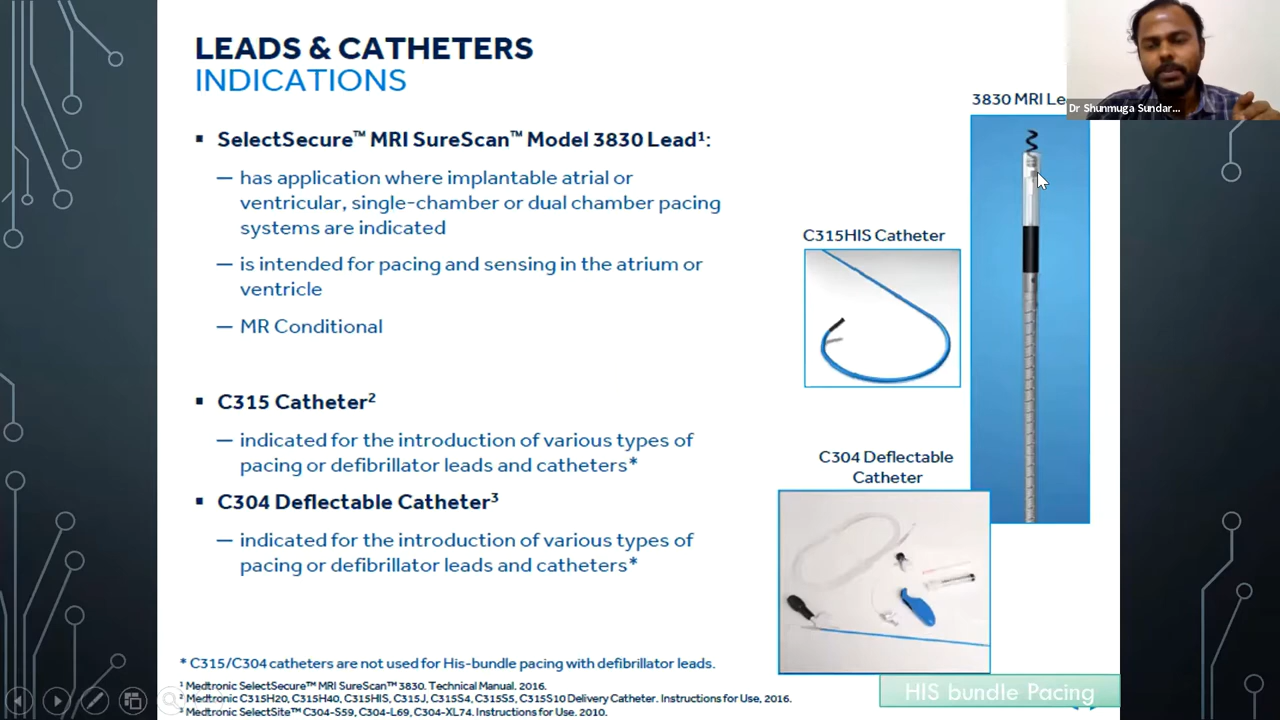 LEADS & CATHETERS
INDICATIONS
▪ SelectSecure™ MRI SureScan™ Model 3830 Lead¹:
— has application where implantable atrial or
ventricular, single-chamber or dual chamber pacing
systems are indicated
— is intended for pacing and sensing in the atrium or
ventricle
— MR Conditional
▪ C315 Catheter²
— indicated for the introduction of various types of
pacing or defibrillator leads and catheters*
▪ C304 Deflectable Catheter³
— indicated for the introduction of various types of
pacing or defibrillator leads and catheters*
* C315/C304 catheters are not used for His-bundle pacing with defibrillator leads.
¹ Medtronic SelectSecure™ MRI SureScan™ 3830. Technical Manual. 2016.
² Medtronic C315H20, C315H40, C315HIS, C315J, C315S4, C315S5, C315S10 Delivery Catheter. Instructions for Use, 2016.
³ Medtronic SelectSite™ C304-S59, C304-L69, C304-XL74. Instructions for Use. 2010.
3830 MRI Le
C315HIS Catheter
C304 Deflectable
Catheter
HIS bundle Pacing
Dr Shunmuga Sundar...